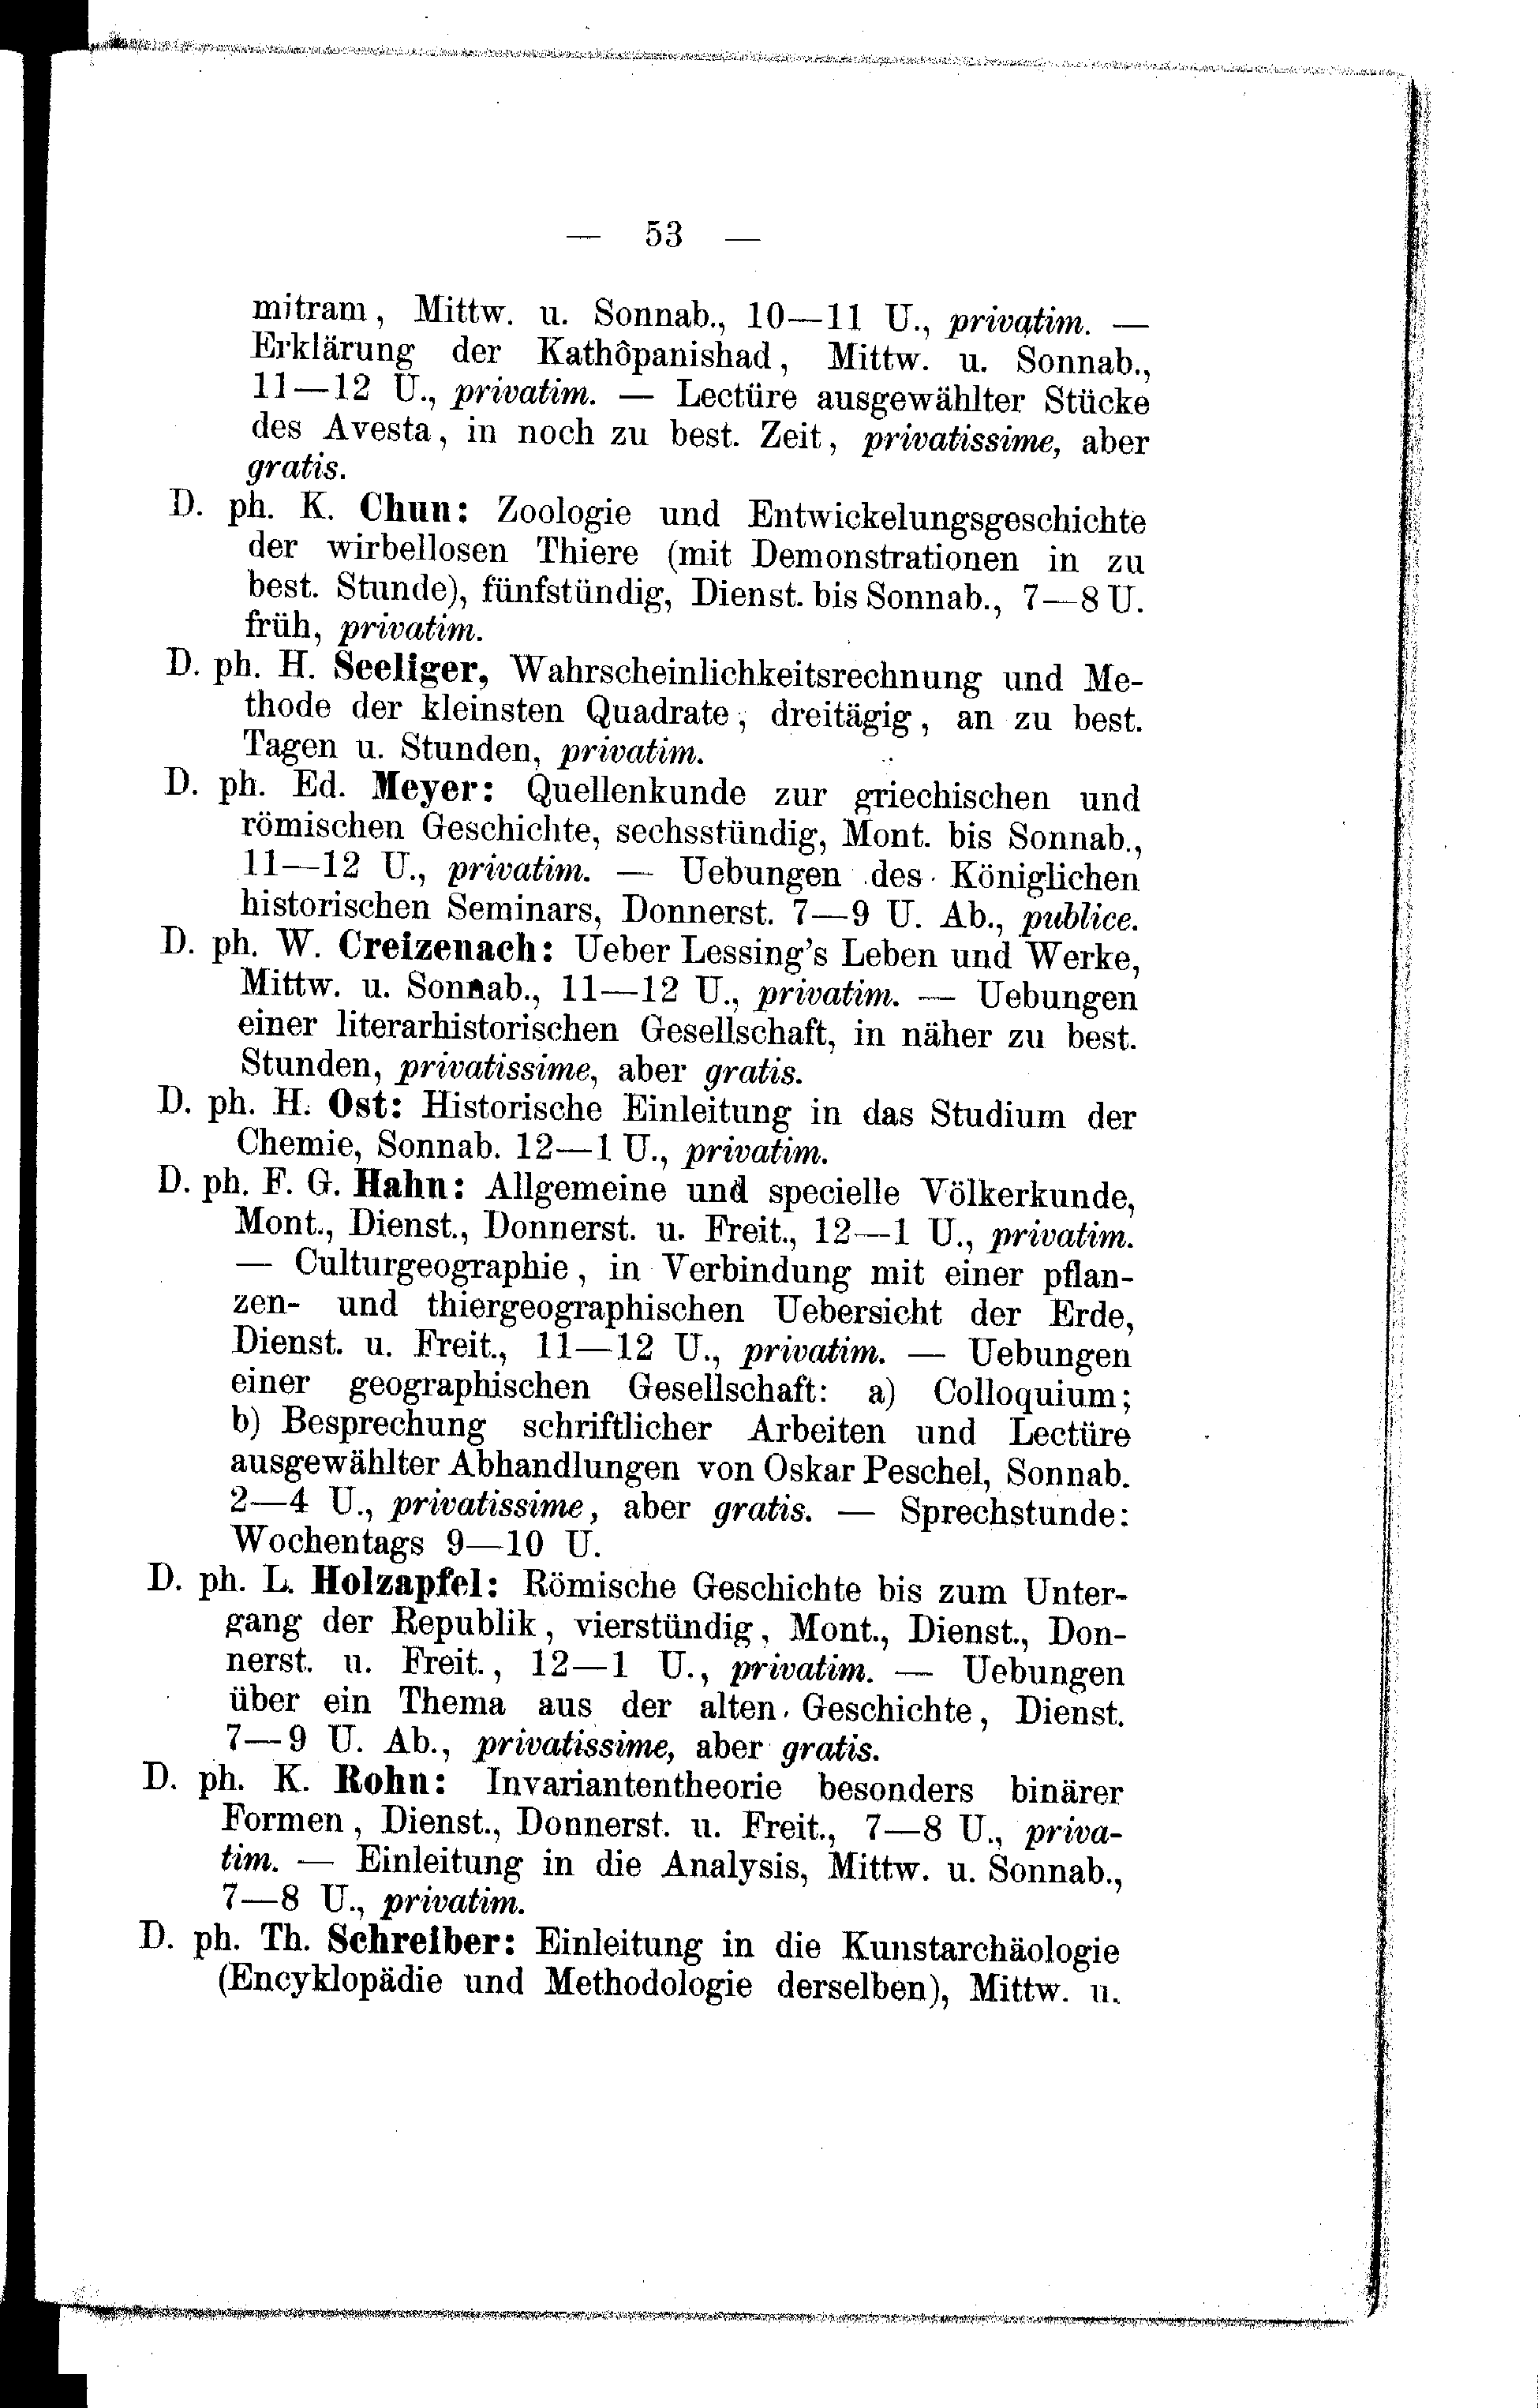 — 53 —
mitram, Mittw. u. Sonnab., 10—11 U., privatim. —
Erklärung der Kathôpanishad, Mittw. u. Sonnab.,
11—12 U., privatim. — Lectüre ausgewählter Stücke
des Avesta, in noch zu best. Zeit, privatissime, aber
gratis.
D. ph. K. Chun: Zoologie und Entwickelungsgeschichte
der wirbellosen Thiere (mit Demonstrationen in zu
best. Stunde), fünfstündig, Dienst. bis Sonnab., 7—8 U.
früh, privatim.
D. ph. H. Seeliger, Wahrscheinlichkeitsrechnung und Me-
thode der kleinsten Quadrate, dreitägig, an zu best.
Tagen u. Stunden, privatim.
D. ph. Ed. Meyer: Quellenkunde zur griechischen und
römischen Geschichte, sechsstündig, Mont. bis Sonnab.,
11—12 U., privatim. — Uebungen des Königlichen
historischen Seminars, Donnerst. 7—9 U. Ab., publice.
D. ph. W. Creizenach: Ueber Lessing's Leben und Werke,
Mittw. u. Sonnab., 11—12 U., privatim. — Uebungen
einer literarhistorischen Gesellschaft, in näher zu best.
Stunden, privatissime, aber gratis.
D. ph. H. Ost: Historische Einleitung in das Studium der
Chemie, Sonnab. 12—1 U., privatim.
D. ph. F. G. Hahn: Allgemeine und specielle Völkerkunde,
Mont., Dienst., Donnerst. u. Freit., 12—1 U., privatim.
— Culturgeographie, in Verbindung mit einer pflan-
zen- und thiergeographischen Uebersicht der Erde,
Dienst. u. Freit., 11—12 U., privatim. — Uebungen
einer geographischen Gesellschaft: a) Colloquium;
b) Besprechung schriftlicher Arbeiten und Lectüre
ausgewählter Abhandlungen von Oskar Peschel, Sonnab.
2—4 U., privatissime, aber gratis. — Sprechstunde:
Wochentags 9—10 U.
D. ph. L. Holzapfel: Römische Geschichte bis zum Unter-
gang der Republik, vierstündig, Mont., Dienst., Don-
nerst. u. Freit., 12—1 U., privatim. — Uebungen
über ein Thema aus der alten Geschichte, Dienst.
7—9 U. Ab., privatissime, aber gratis.
D. ph. K. Rohn: Invariantentheorie besonders binärer
Formen, Dienst., Donnerst. u. Freit., 7—8 U., priva-
tim. — Einleitung in die Analysis, Mittw. u. Sonnab.,
7—8 U., privatim.
D. ph. Th. Schreiber: Einleitung in die Kunstarchäologie
(Encyklopädie und Methodologie derselben), Mittw. u.